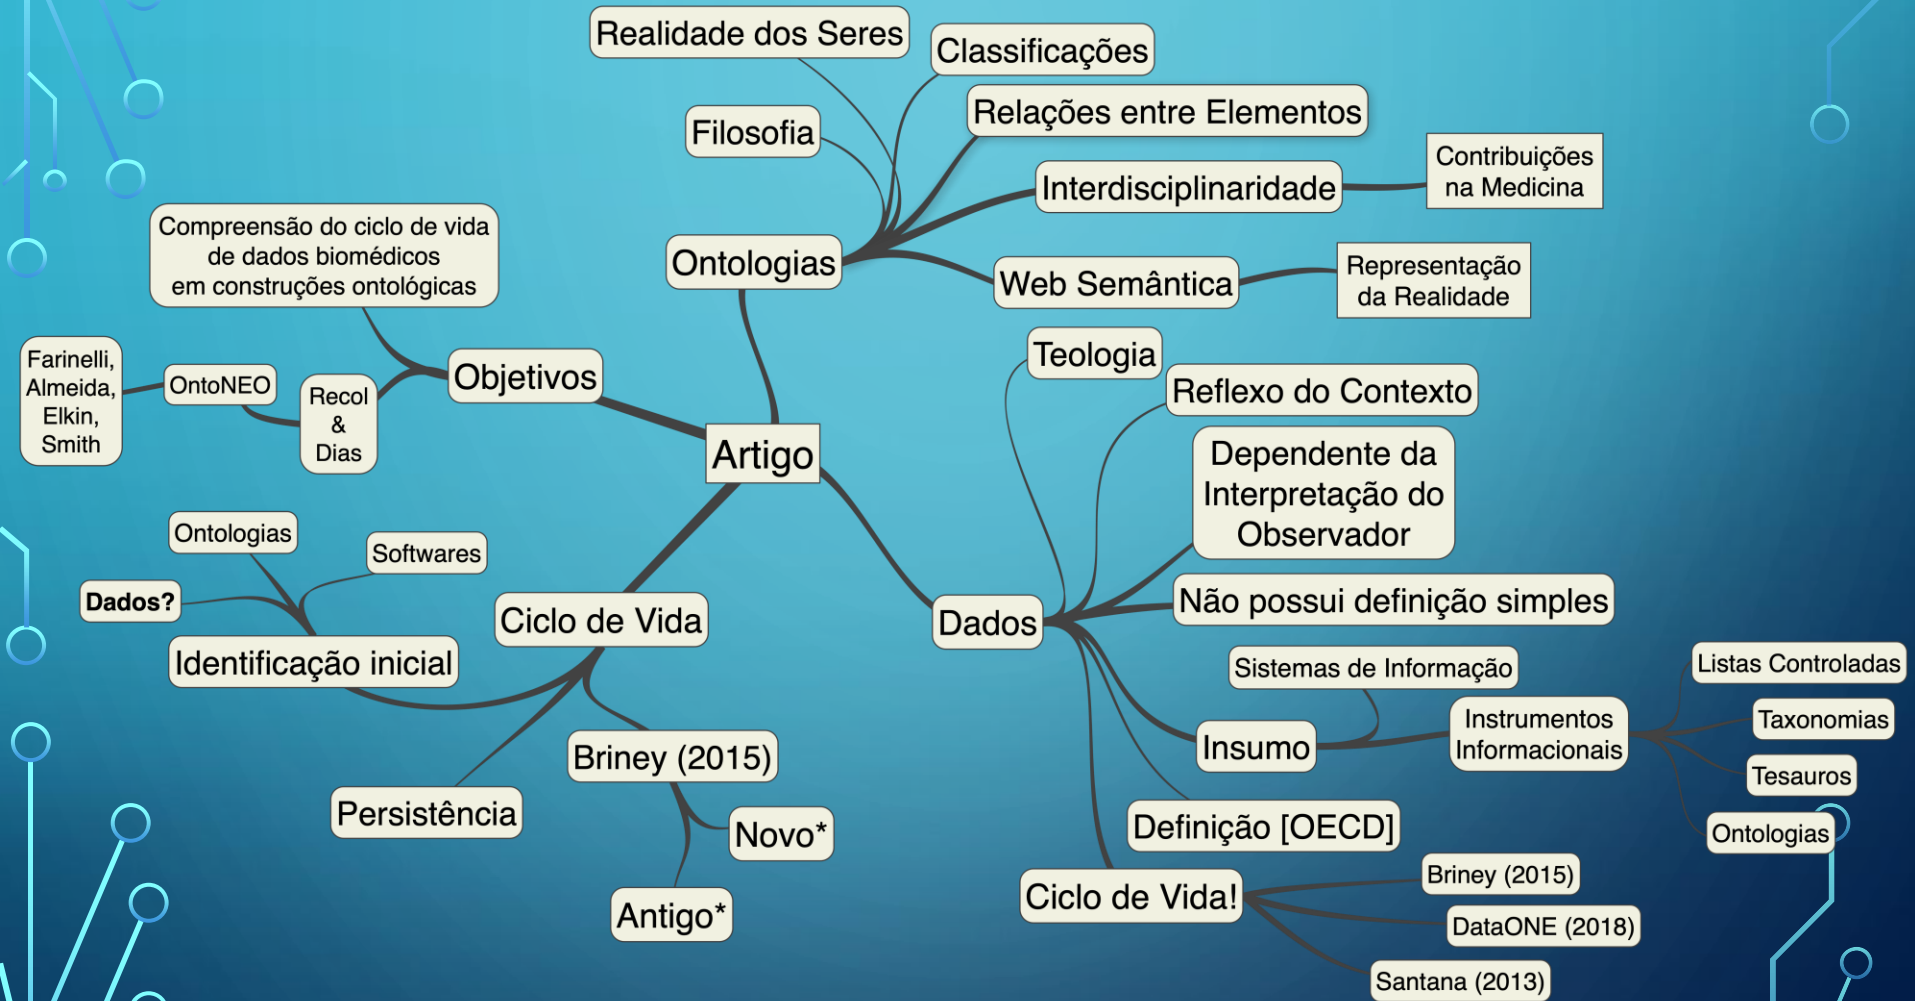 Realidade dos Seres
Classificações
Filosofia
Relações entre Elementos
Interdisciplinaridade
Contribuições
na Medicina
Ontologias
Web Semântica
Representação
da Realidade
Compreensão do ciclo de vida
de dados biomédicos
em construções ontológicas
Objetivos
Farinelli,
Almeida,
Elkin,
Smith
OntoNEO
Recol
&
Dias
Artigo
Teologia
Reflexo do Contexto
Dependente da
Interpretação do
Observador
Não possui definição simples
Dados
Sistemas de Informação
Insumo
Instrumentos
Informacionais
Listas Controladas
Taxonomias
Tesauros
Ontologias
Definição [OECD]
Ciclo de Vida!
Briney (2015)
DataONE (2018)
Santana (2013)
Ontologias
Softwares
Dados?
Identificação inicial
Ciclo de Vida
Persistência
Briney (2015)
Novo*
Antigo*